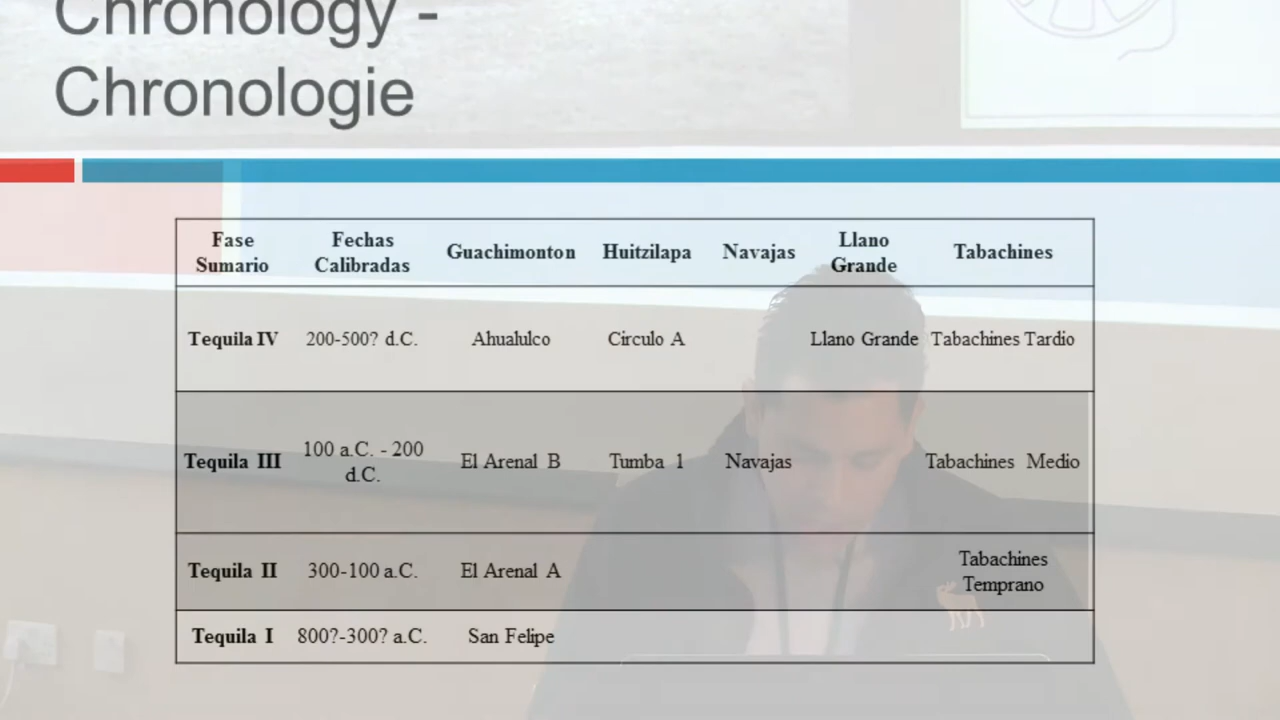 Chronology -
Chronologie
Fase Sumario Fechas Calibradas Guachimonton Huitzilapa Navajas Llano Grande Tabachines
Tequila IV 200-500? d.C. Ahualulco Circulo A Llano Grande Tabachines Tardio
Tequila III 100 a.C. - 200 d.C. El Arenal B Tumba 1 Navajas Tabachines Medio
Tequila II 300-100 a.C. El Arenal A Tabachines Temprano
Tequila I 800?-300? a.C. San Felipe